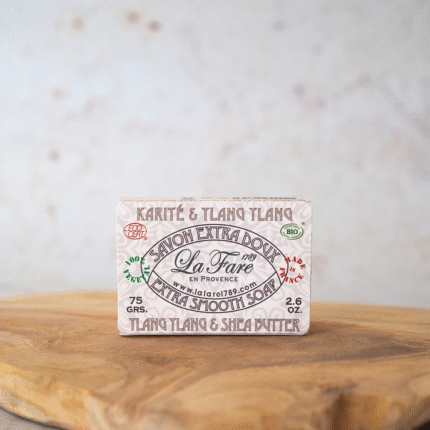 KARITÉ & YLANG YLANG
ECO CERT
BIO
SAVON EXTRA DOUX
100% VEGETAL
La Fare 1789
EN PROVENCE
MADE IN FRANCE
www.lafare1789.com
EXTRA SMOOTH SOAP
75 GRS.
2.6 OZ.
YLANG YLANG & SHEA BUTTER